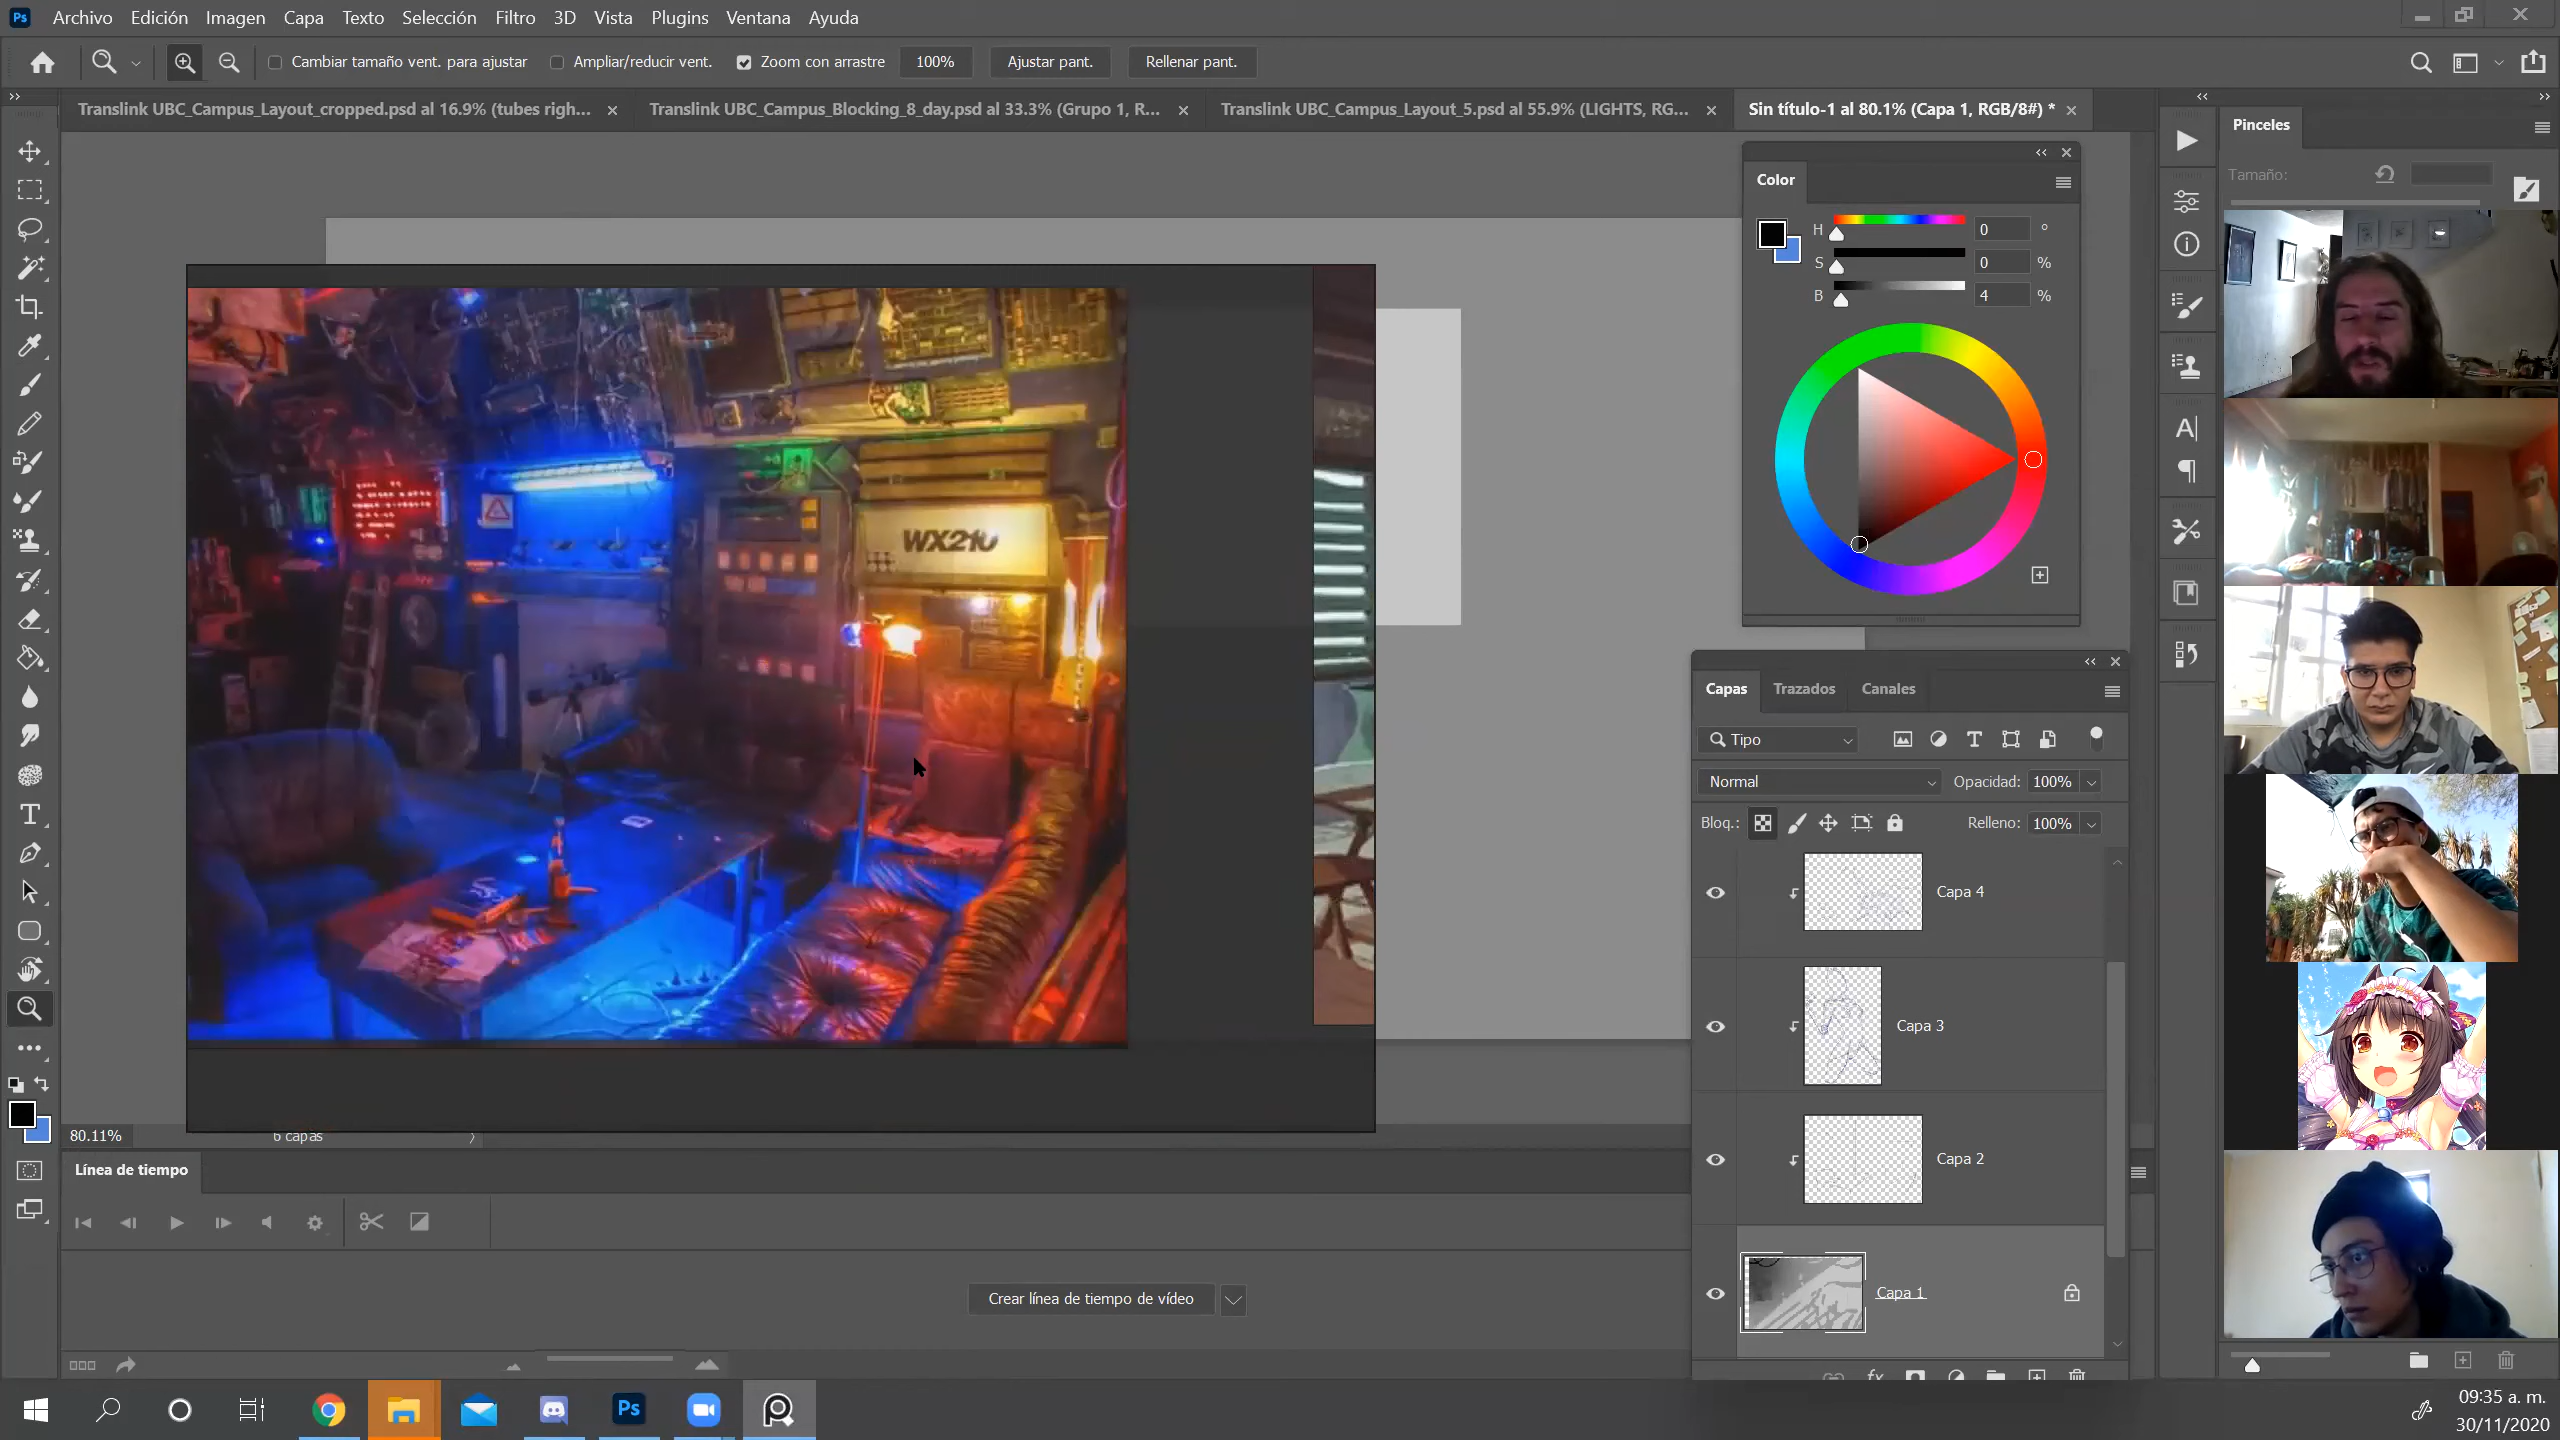 Ps Archivo Edición Imagen Capa Texto Selección Filtro 3D Vista Plugins Ventana Ayuda
Cambiar tamaño vent. para ajustar Ampliar/reducir vent. Zoom con arrastre 100% Ajustar pant. Rellenar pant.
Translink UBC_Campus_Layout_cropped.psd al 16.9% (tubes righ... Translink UBC_Campus_Blocking_8_day.psd al 33.3% (Grupo 1, R... Translink UBC_Campus_Layout_5.psd al 55.9% (LIGHTS, RG... Sin título-1 al 80.1% (Capa 1, RGB/8#) *
Pinceles
Tamaño:
Color
H 0 °
S 0 %
B 4 %
WX210
Capas Trazados Canales
Tipo
Normal Opacidad: 100%
Bloq.: Relleno: 100%
Capa 4
Capa 3
Capa 2
Capa 1
80.11% 6 capas
Línea de tiempo
Crear línea de tiempo de vídeo
Ps
09:35 a. m.
30/11/2020